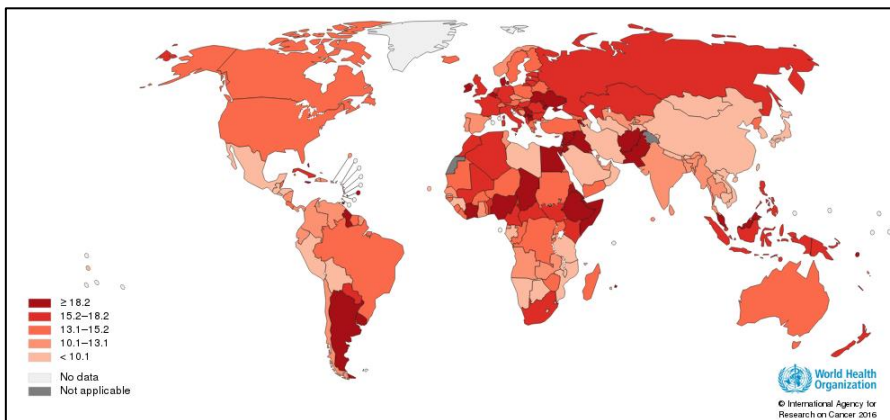 ≥ 18.2
15.2–18.2
13.1–15.2
10.1–13.1
< 10.1
No data
Not applicable
World Health
Organization
© International Agency for
Research on Cancer 2016